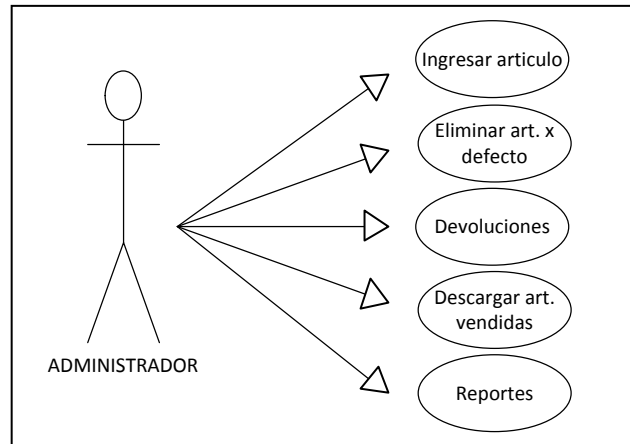 Ingresar articulo
Eliminar art. x
defecto
Devoluciones
Descargar art.
vendidas
Reportes
ADMINISTRADOR